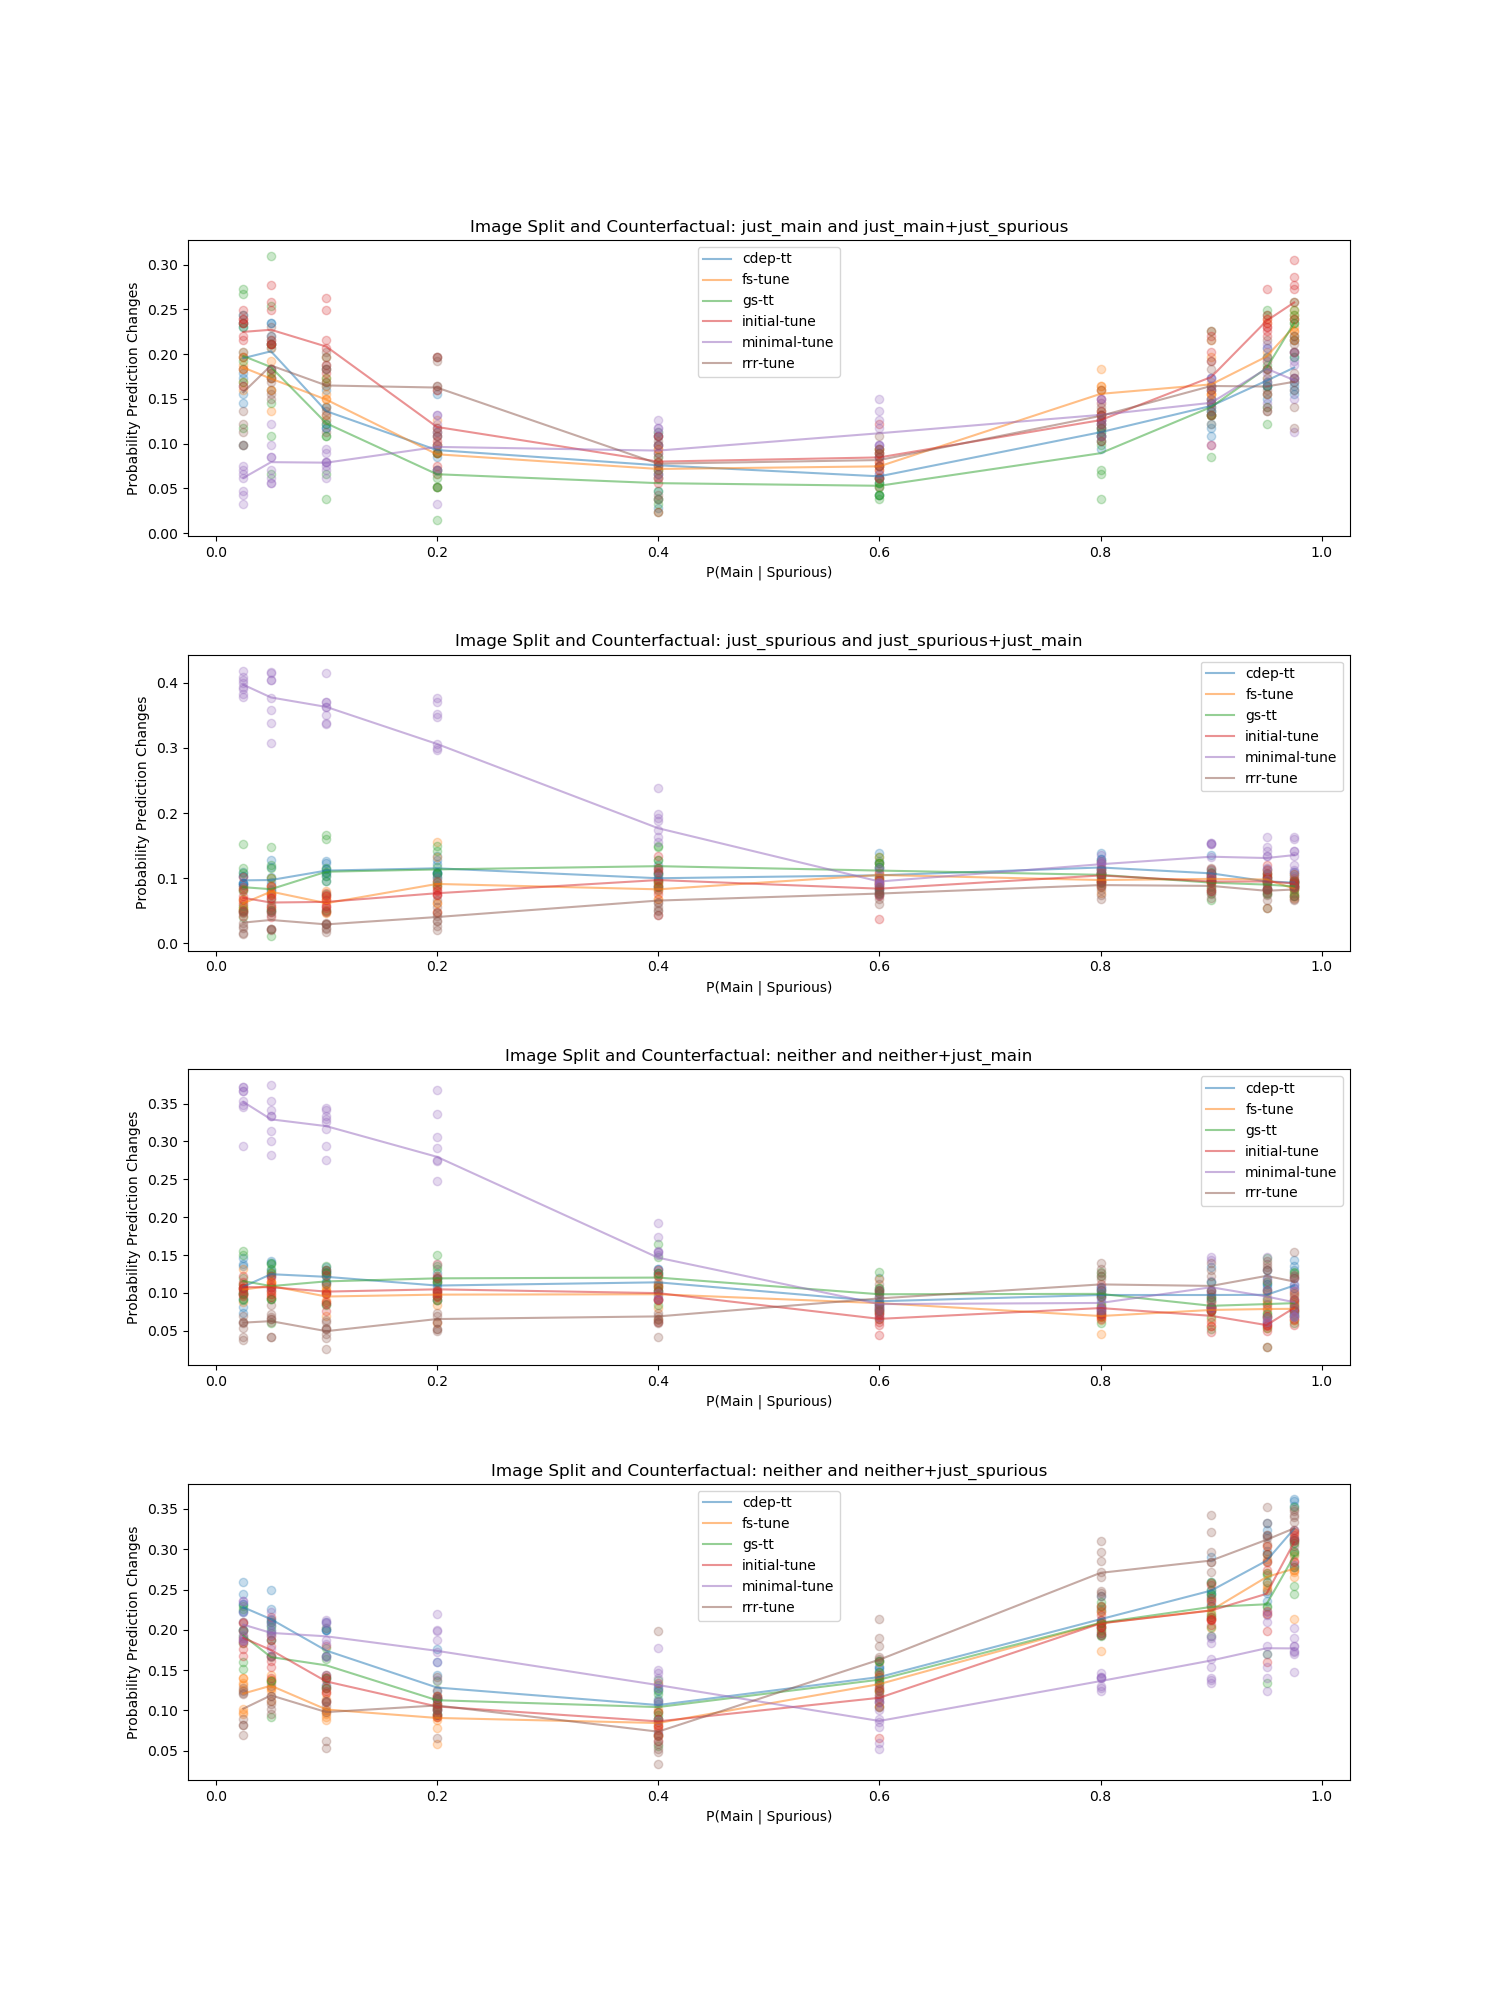 Image Split and Counterfactual: just_main and just_main+just_spurious
Probability Prediction Changes
0.30
0.25
0.20
0.15
0.10
0.05
0.00
cdep-tt
fs-tune
gs-tt
initial-tune
minimal-tune
rrr-tune
0.0 0.2 0.4 0.6 0.8 1.0
P(Main | Spurious)
Image Split and Counterfactual: just_spurious and just_spurious+just_main
Probability Prediction Changes
0.4
0.3
0.2
0.1
0.0
cdep-tt
fs-tune
gs-tt
initial-tune
minimal-tune
rrr-tune
0.0 0.2 0.4 0.6 0.8 1.0
P(Main | Spurious)
Image Split and Counterfactual: neither and neither+just_main
Probability Prediction Changes
0.35
0.30
0.25
0.20
0.15
0.10
0.05
cdep-tt
fs-tune
gs-tt
initial-tune
minimal-tune
rrr-tune
0.0 0.2 0.4 0.6 0.8 1.0
P(Main | Spurious)
Image Split and Counterfactual: neither and neither+just_spurious
Probability Prediction Changes
0.35
0.30
0.25
0.20
0.15
0.10
0.05
cdep-tt
fs-tune
gs-tt
initial-tune
minimal-tune
rrr-tune
0.0 0.2 0.4 0.6 0.8 1.0
P(Main | Spurious)